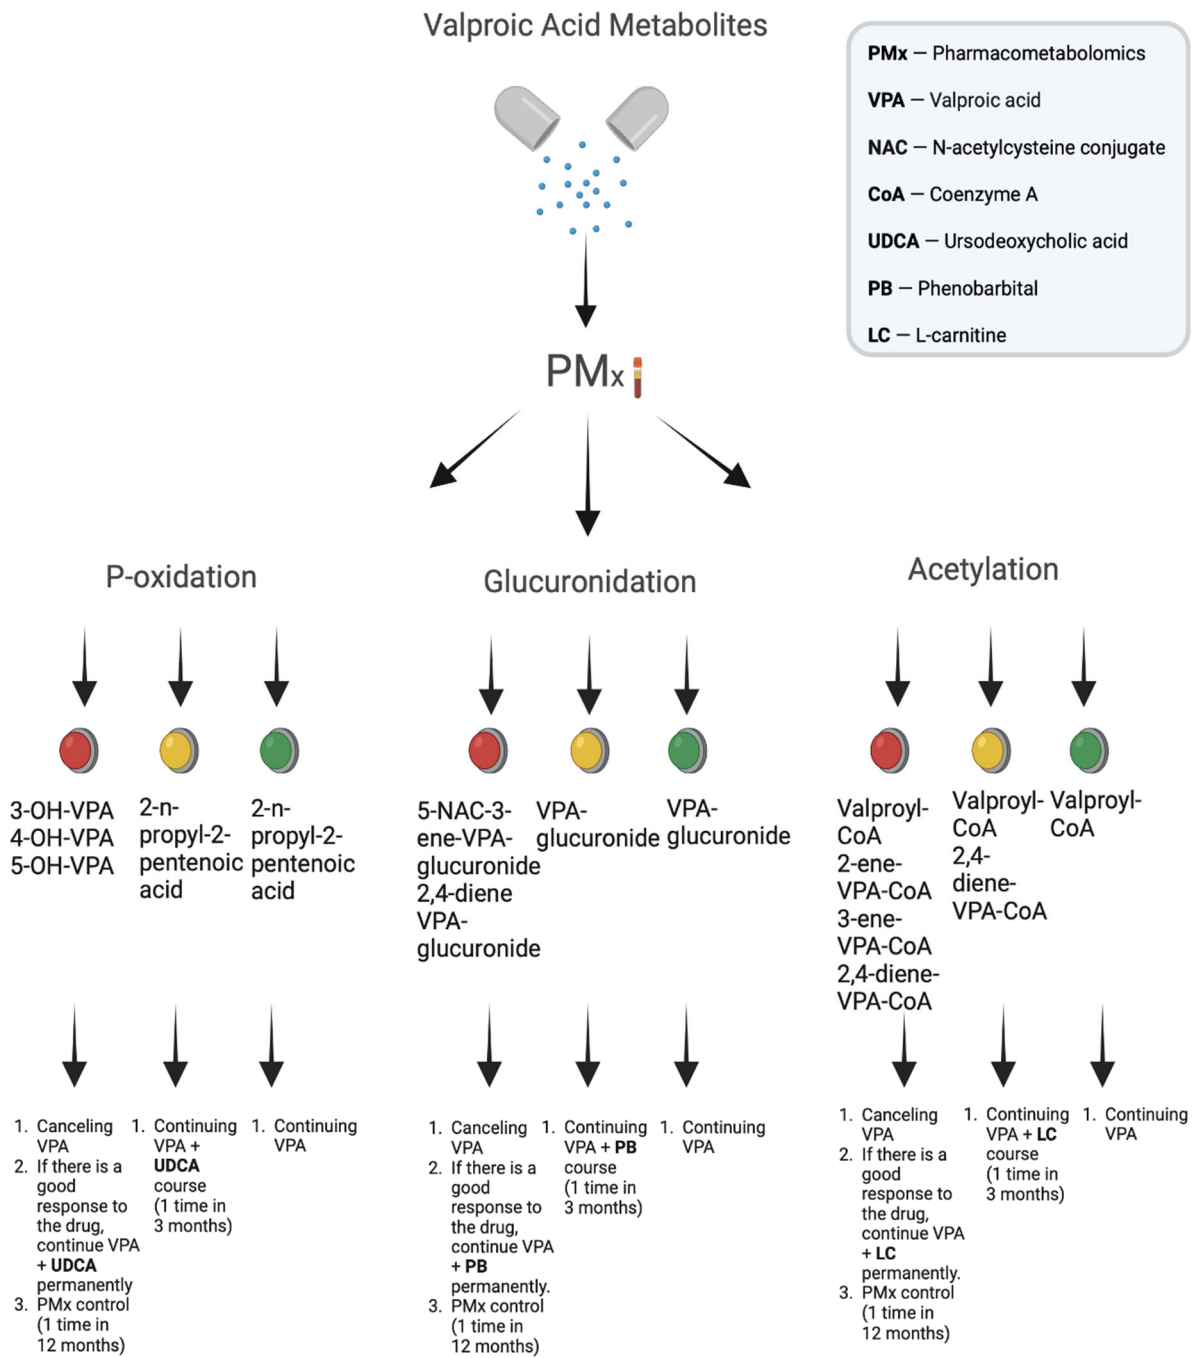 Valproic Acid Metabolites
PMx — Pharmacometabolomics
VPA — Valproic acid
NAC — N-acetylcysteine conjugate
CoA — Coenzyme A
UDCA — Ursodeoxycholic acid
PB — Phenobarbital
LC — L-carnitine
PMx
P-oxidation
3-OH-VPA
4-OH-VPA
5-OH-VPA
2-n-
propyl-2-
pentenoic
acid
2-n-
propyl-2-
pentenoic
acid
1. Canceling
VPA
2. If there is a
good
response to
the drug,
continue VPA
+ UDCA
permanently
3. PMx control
(1 time in
12 months)
1. Continuing
VPA +
UDCA
course
(1 time in
3 months)
1. Continuing
VPA
Glucuronidation
5-NAC-3-
ene-VPA-
glucuronide
2,4-diene
VPA-
glucuronide
VPA-
glucuronide
VPA-
glucuronide
1. Canceling
VPA
2. If there is a
good
response to
the drug,
continue VPA
+ PB
permanently.
3. PMx control
(1 time in
12 months)
1. Continuing
VPA + PB
course
(1 time in
3 months)
1. Continuing
VPA
Acetylation
Valproyl-
CoA
2-ene-
VPA-CoA
3-ene-
VPA-CoA
2,4-diene-
VPA-CoA
Valproyl-
CoA
2,4-
diene-
VPA-CoA
Valproyl-
CoA
1. Canceling
VPA
2. If there is a
good
response to
the drug,
continue VPA
+ LC
permanently.
3. PMx control
(1 time in
12 months)
1. Continuing
VPA + LC
course
(1 time in
3 months)
1. Continuing
VPA